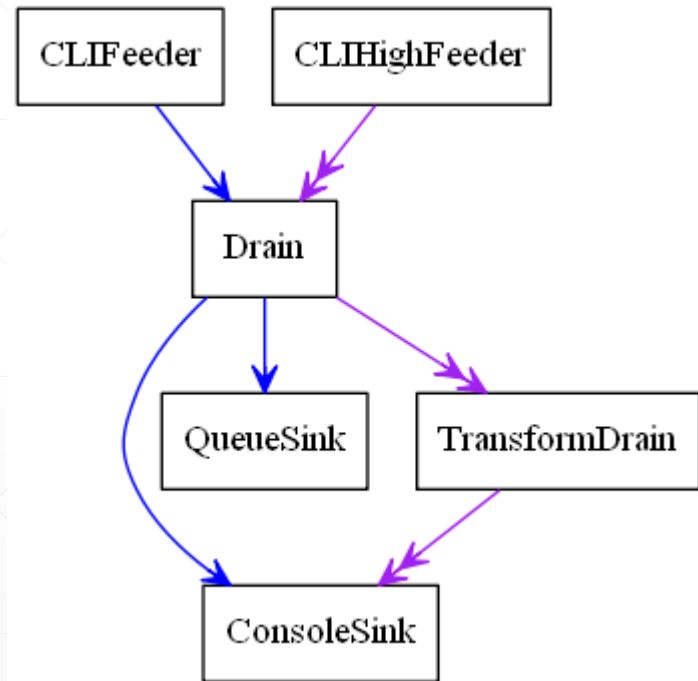 CLIFeeder
CLIHighFeeder
Drain
QueueSink
TransformDrain
ConsoleSink